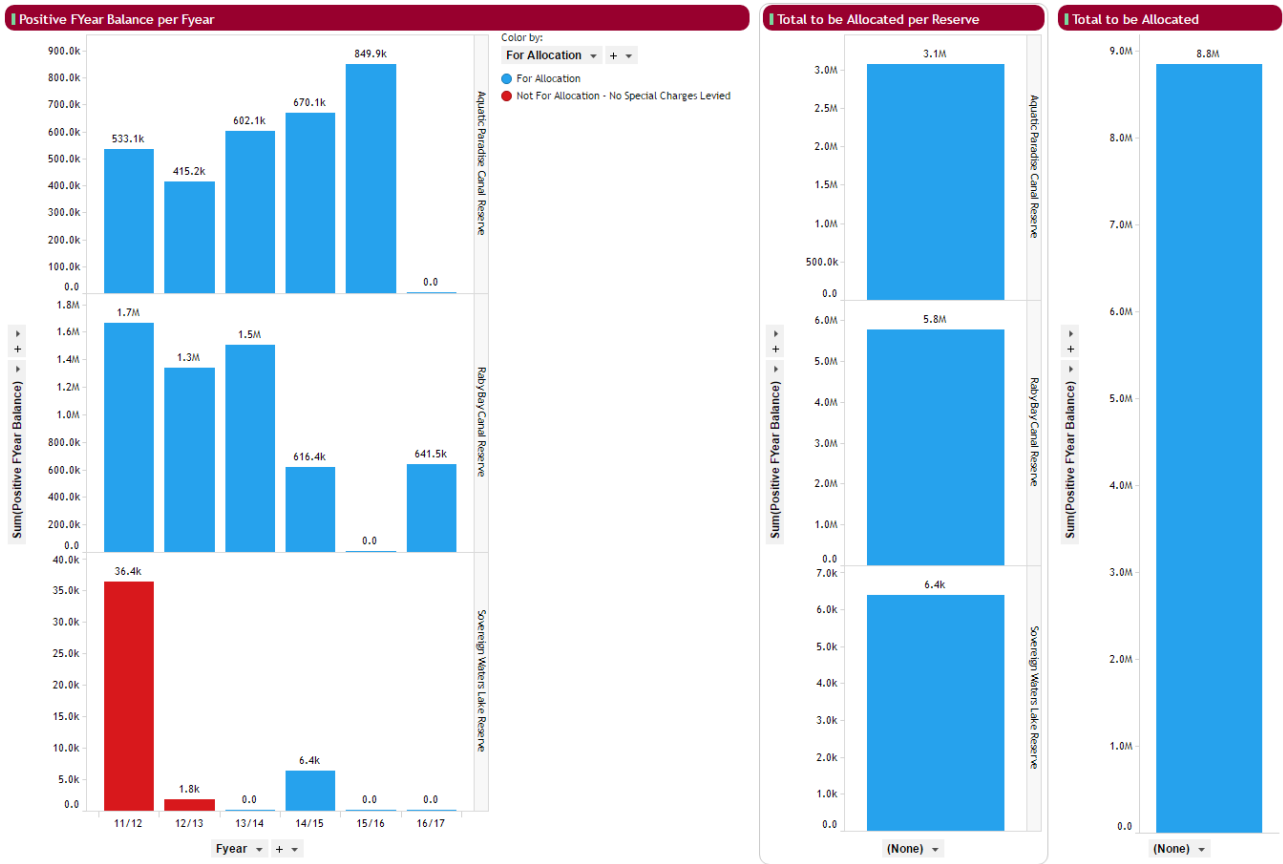 Positive FYear Balance per Fyear
Color by:
For Allocation +
For Allocation
Not For Allocation - No Special Charges Levied
900.0k
800.0k
700.0k
600.0k
500.0k
400.0k
300.0k
200.0k
100.0k
0.0
533.1k
415.2k
602.1k
670.1k
849.9k
0.0
Aquatic Paradise Canal Reserve
1.8M
1.6M
1.4M
1.2M
1.0M
800.0k
600.0k
400.0k
200.0k
0.0
1.7M
1.3M
1.5M
616.4k
0.0
641.5k
Raby Bay Canal Reserve
40.0k
35.0k
30.0k
25.0k
20.0k
15.0k
10.0k
5.0k
0.0
36.4k
1.8k
0.0
6.4k
0.0
0.0
Sovereign Waters Lake Reserve
+
Sum(Positive FYear Balance)
11/12 12/13 13/14 14/15 15/16 16/17
Fyear +
Total to be Allocated per Reserve
3.0M
2.5M
2.0M
1.5M
1.0M
500.0k
0.0
3.1M
Aquatic Paradise Canal Reserve
6.0M
5.0M
4.0M
3.0M
2.0M
1.0M
0.0
5.8M
Raby Bay Canal Reserve
7.0k
6.0k
5.0k
4.0k
3.0k
2.0k
1.0k
0.0
6.4k
Sovereign Waters Lake Reserve
+
Sum(Positive FYear Balance)
(None)
Total to be Allocated
9.0M
8.0M
7.0M
6.0M
5.0M
4.0M
3.0M
2.0M
1.0M
0.0
8.8M
+
Sum(Positive FYear Balance)
(None)